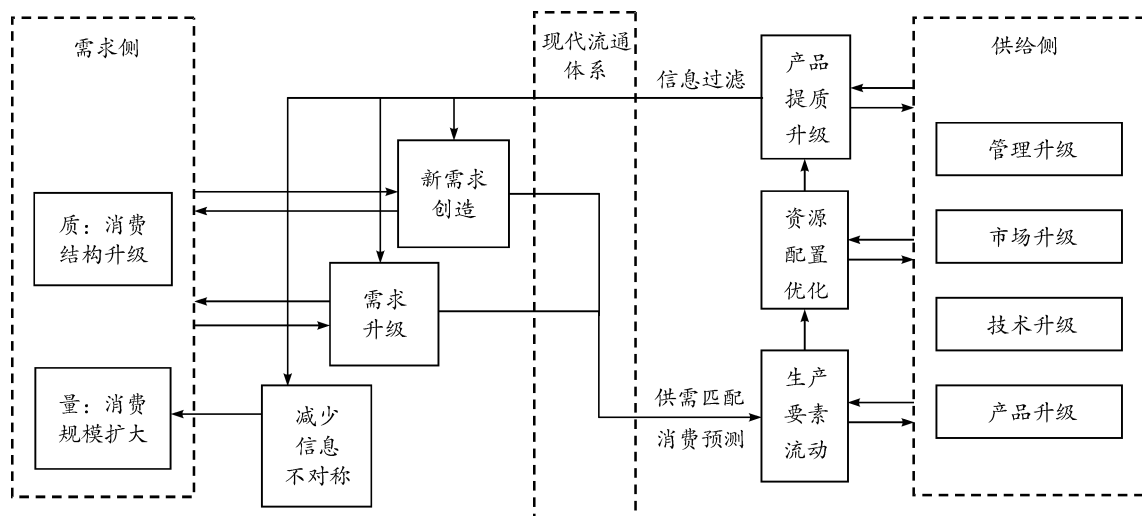 需求侧
质：消费
结构升级
量：消费
规模扩大
新需求
创造
需求
升级
减少
信息
不对称
现代流通
体系
信息过滤
供需匹配
消费预测
产品
提质
升级
资源
配置
优化
生产
要素
流动
供给侧
管理升级
市场升级
技术升级
产品升级